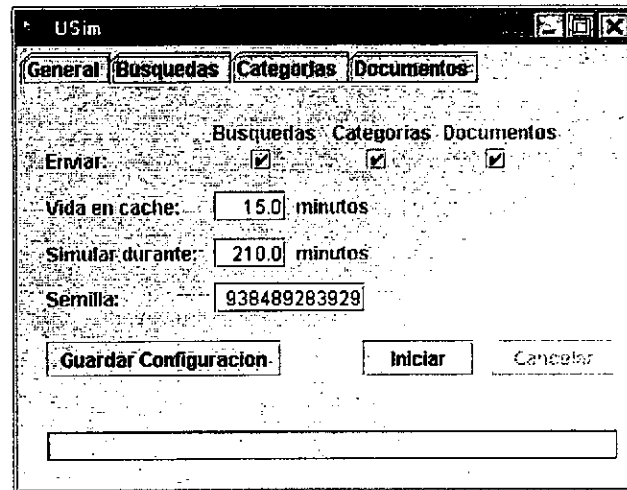 USim
General Busquedas Categorias Documentos
Busquedas Categorias Documentos
Enviar:
Vida en cache: 15.0 minutos
Simular durante: 210.0 minutos
Semilla: 938489283929
Guardar Configuracion Iniciar Cancelar